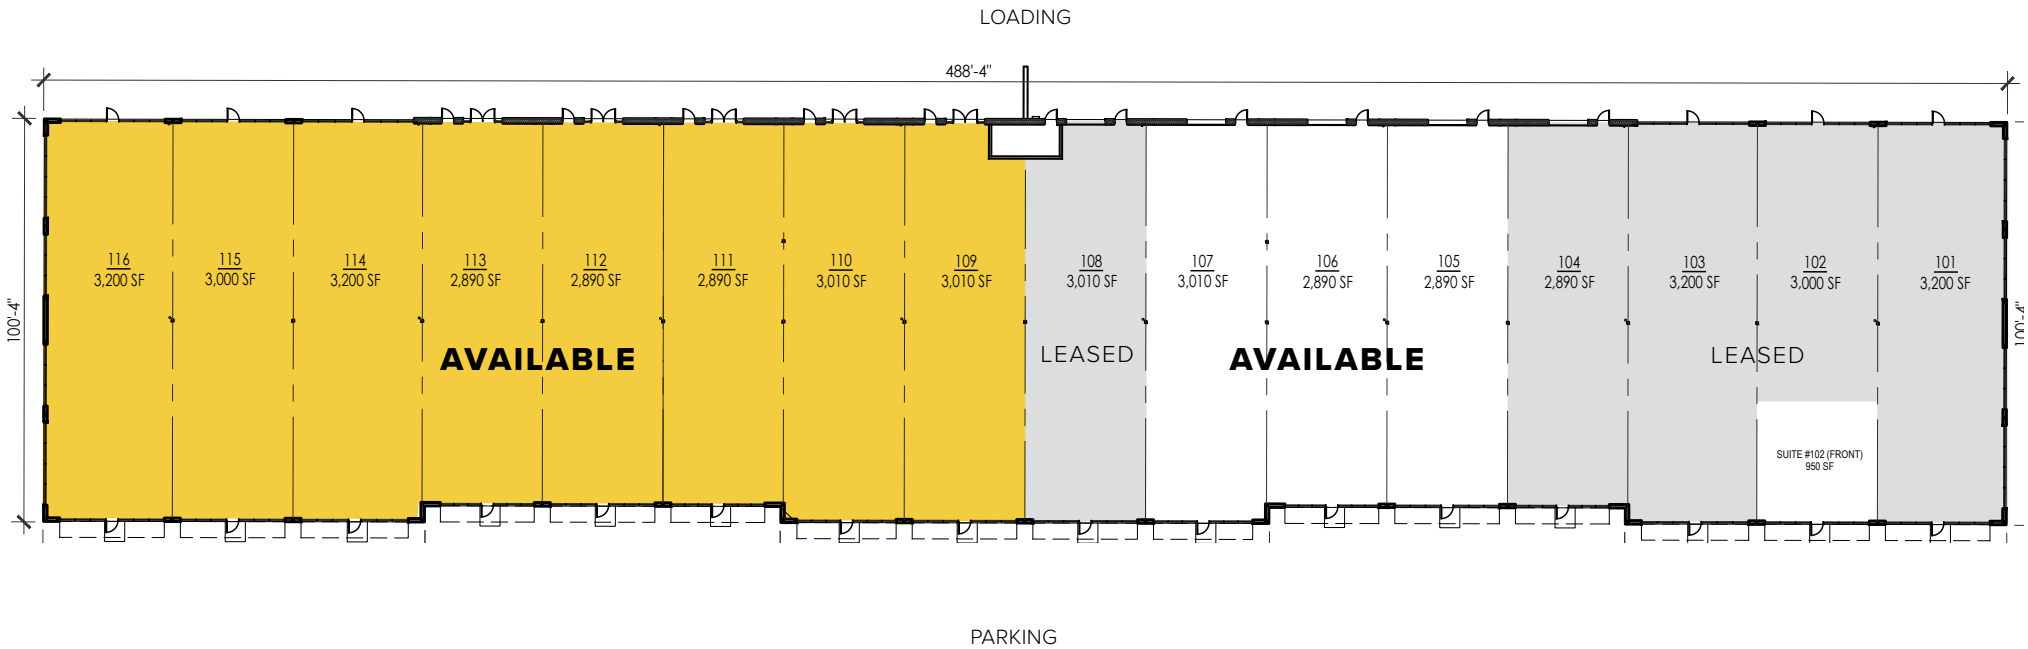 LOADING
488'-4"
116
3,200 SF
115
3,000 SF
114
3,200 SF
113
2,890 SF
112
2,890 SF
111
2,890 SF
110
3,010 SF
109
3,010 SF
108
3,010 SF
107
3,010 SF
106
2,890 SF
105
2,890 SF
104
2,890 SF
103
3,200 SF
102
3,000 SF
101
3,200 SF
100'-4"
100'-4"
AVAILABLE
LEASED
AVAILABLE
LEASED
SUITE #102 (FRONT)
950 SF
PARKING